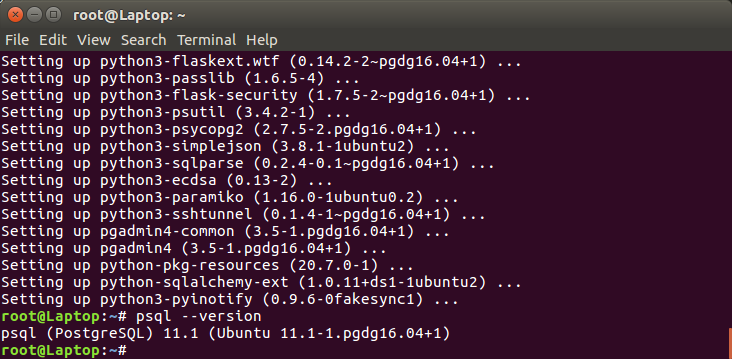 root@Laptop: ~
File Edit View Search Terminal Help
Setting up python3-flaskext.wtf (0.14.2-2~pgdg16.04+1) ...
Setting up python3-passlib (1.6.5-4) ...
Setting up python3-flask-security (1.7.5-2~pgdg16.04+1) ...
Setting up python3-psutil (3.4.2-1) ...
Setting up python3-psycopg2 (2.7.5-2.pgdg16.04+1) ...
Setting up python3-simplejson (3.8.1-1ubuntu2) ...
Setting up python3-sqlparse (0.2.4-0.1~pgdg16.04+1) ...
Setting up python3-ecdsa (0.13-2) ...
Setting up python3-paramiko (1.16.0-1ubuntu0.2) ...
Setting up python3-sshtunnel (0.1.4-1~pgdg16.04+1) ...
Setting up pgadmin4-common (3.5-1.pgdg16.04+1) ...
Setting up pgadmin4 (3.5-1.pgdg16.04+1) ...
Setting up python-pkg-resources (20.7.0-1) ...
Setting up python-sqlalchemy-ext (1.0.11+ds1-1ubuntu2) ...
Setting up python3-pyinotify (0.9.6-0fakesync1) ...
root@Laptop:~# psql --version
psql (PostgreSQL) 11.1 (Ubuntu 11.1-1.pgdg16.04+1)
root@Laptop:~#